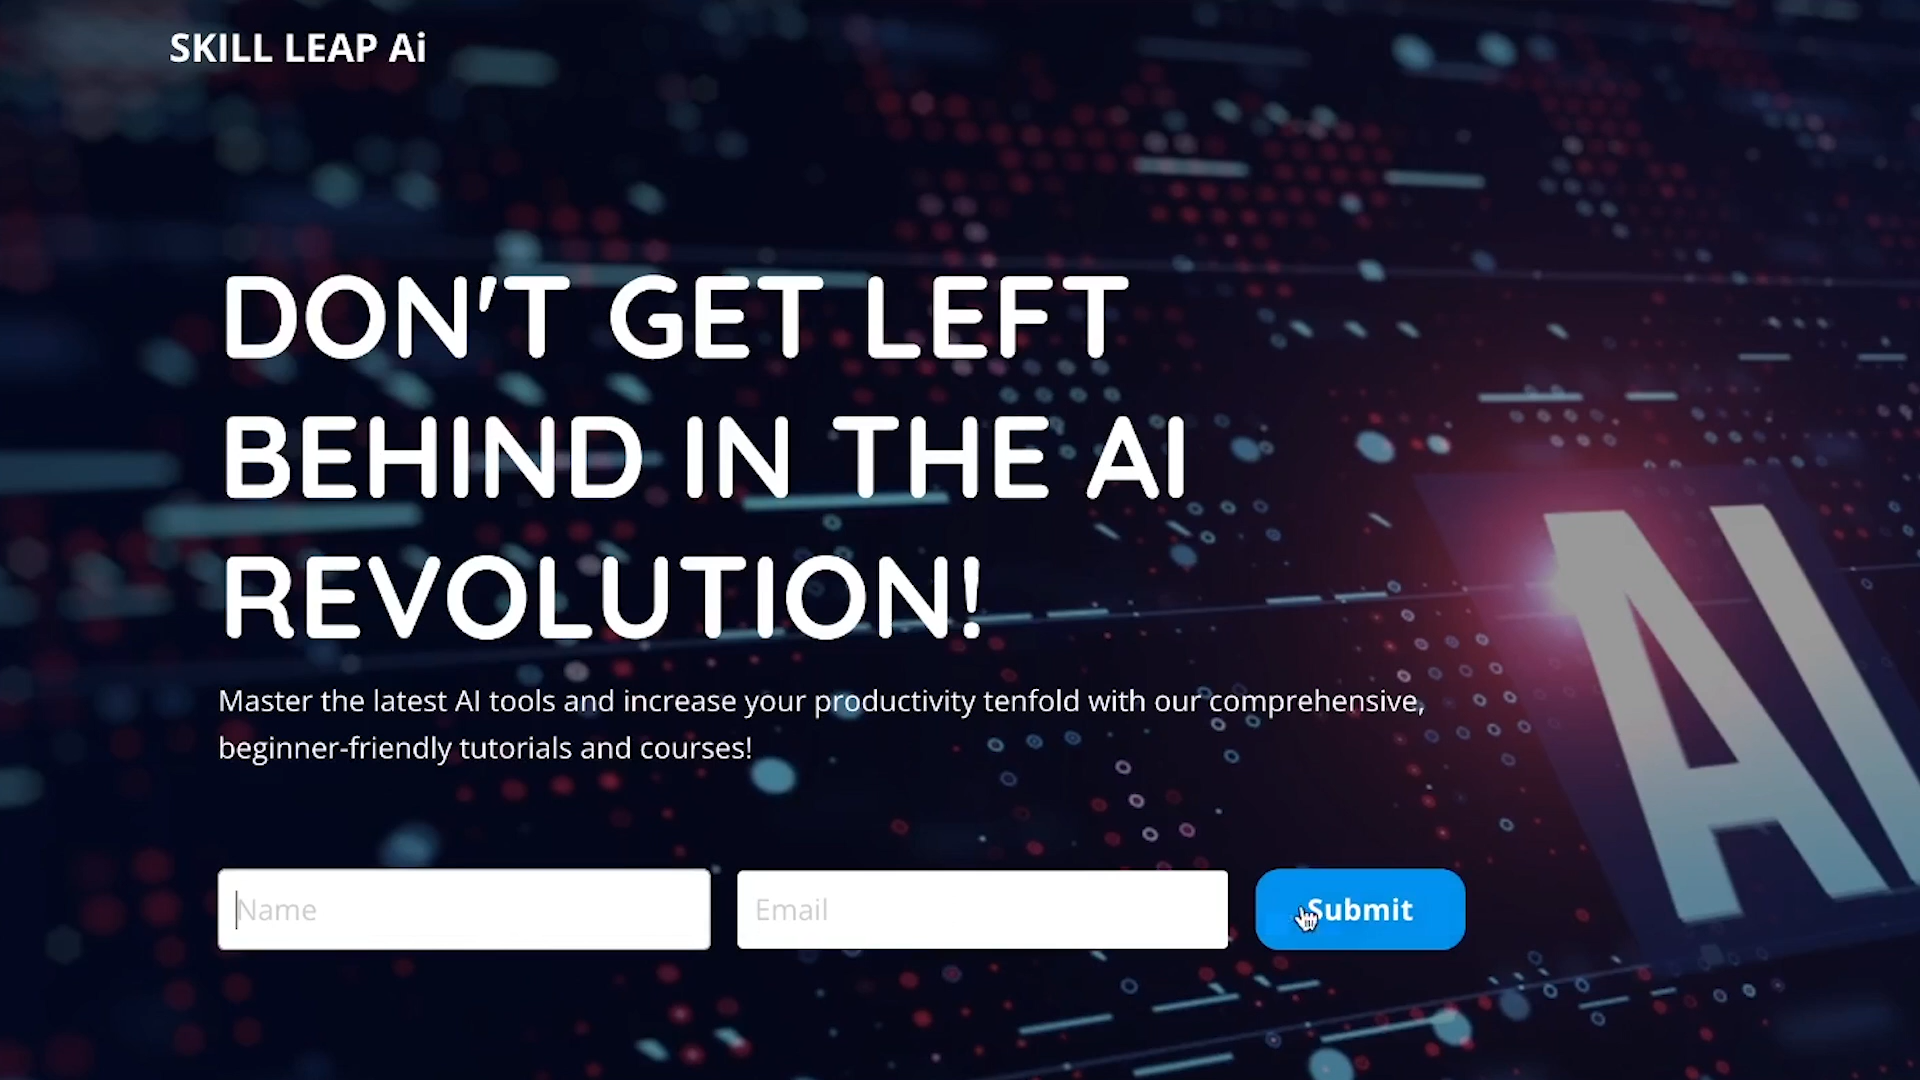 SKILL LEAP Ai
DON'T GET LEFT
BEHIND IN THE AI
REVOLUTION!
Master the latest AI tools and increase your productivity tenfold with our comprehensive,
beginner-friendly tutorials and courses!
Name
Email
Submit
AI